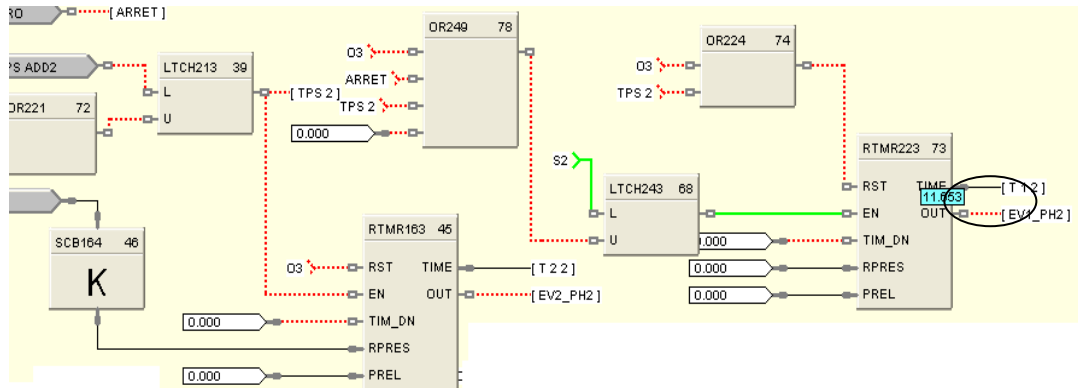 RO
[ ARRET ]
PS ADD2
LTCH213 39
L
U
[ TPS 2 ]
OR221 72
SCB164 46
K
OR249 78
O3
ARRET
TPS 2
0.000
RTMR163 45
O3
RST TIME
[ T 2 2 ]
EN OUT
[ EV2_PH2 ]
0.000
TIM_DN
RPRES
0.000
PREL
S2
LTCH243 68
L
U
OR224 74
O3
TPS 2
RTMR223 73
RST TIME
11.653
[ T 1 2 ]
EN OUT
[ EV1_PH2 ]
0.000
TIM_DN
0.000
RPRES
0.000
PREL